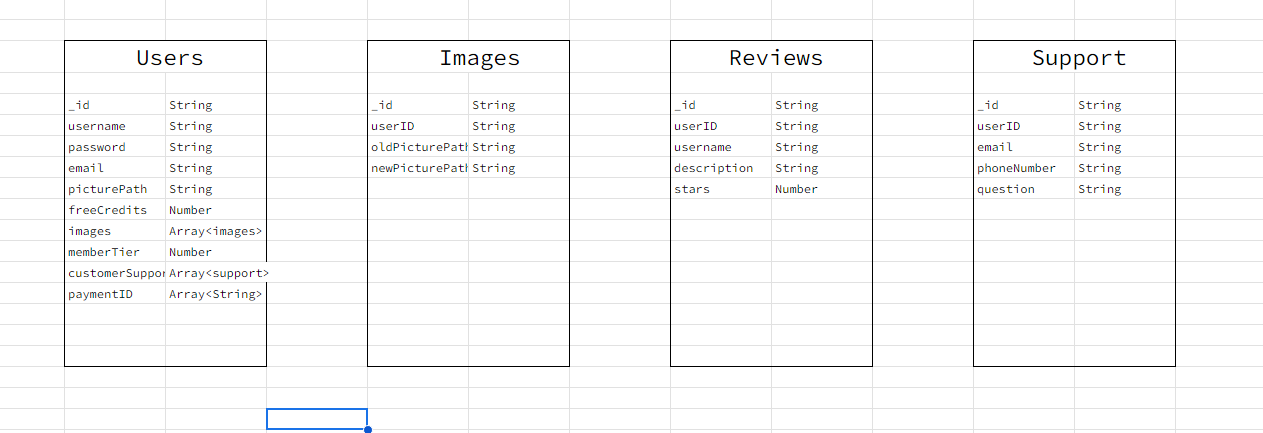 Users
_id String
username String
password String
email String
picturePath String
freeCredits Number
images Array<images>
memberTier Number
customerSuppor Array<support>
paymentID Array<String>
Images
_id String
userID String
oldPicturePath String
newPicturePath String
Reviews
_id String
userID String
username String
description String
stars Number
Support
_id String
userID String
email String
phoneNumber String
question String